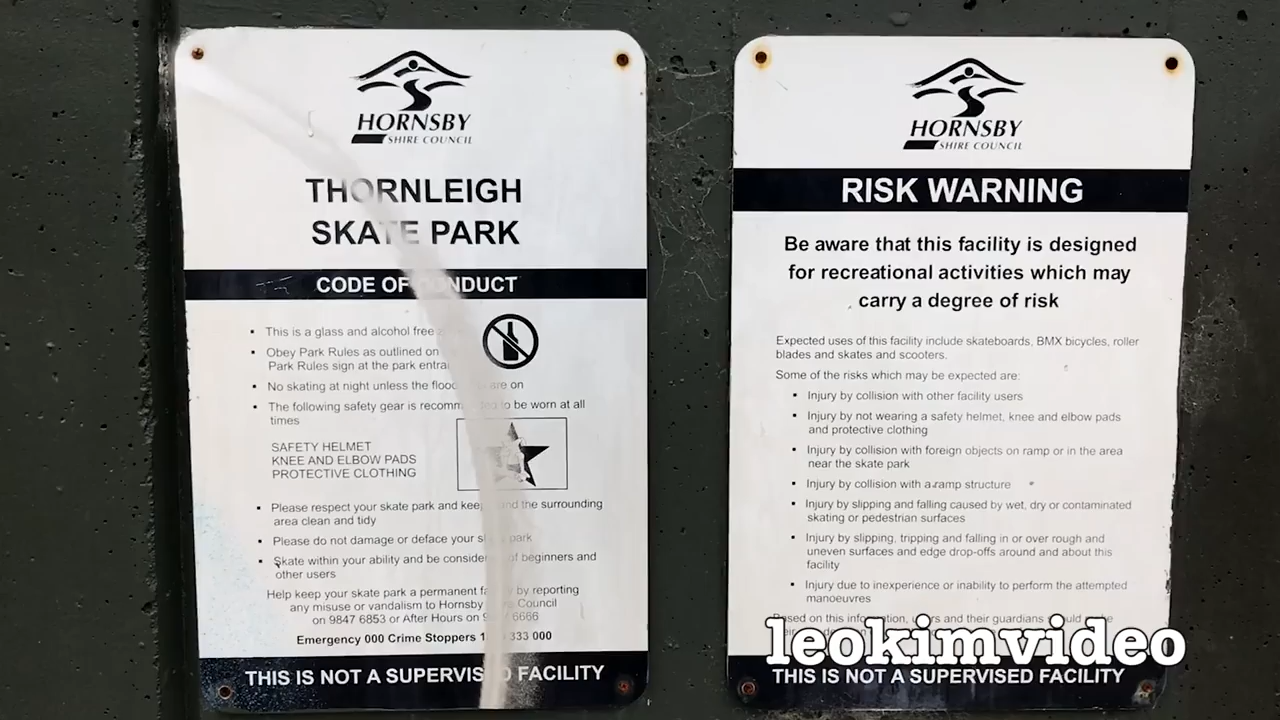 HORNSBY
SHIRE COUNCIL
THORNLEIGH
SKATE PARK
CODE OF CONDUCT
This is a glass and alcohol free
Obey Park Rules as outlined on
Park Rules sign at the park
No skating at night unless the are on
The following safety gear is to be worn at all
times
SAFETY HELMET
KNEE AND ELBOW PADS
PROTECTIVE CLOTHING
Please respect your skate park and the surrounding
area clean and tidy
Please do not damage or deface your park
Skate within your ability and be of beginners and
other users
Help keep your skate park a permanent by reporting
any misuse or vandalism to Hornsby Council
on 9847 6853 or After Hours on 6666
Emergency 000 Crime Stoppers 333 000
THIS IS NOT A SUPERVISED FACILITY
HORNSBY
SHIRE COUNCIL
RISK WARNING
Be aware that this facility is designed
for recreational activities which may
carry a degree of risk
Expected uses of this facility include skateboards, BMX bicycles, roller
blades and skates and scooters.
Some of the risks which may be expected are:
Injury by collision with other facility users
Injury by not wearing a safety helmet, knee and elbow pads
and protective clothing
Injury by collision with foreign objects on ramp or in the area
near the skate park
Injury by collision with a ramp structure
Injury by slipping and falling caused by wet, dry or contaminated
skating or pedestrian surfaces
Injury by slipping, tripping and falling in or over rough and
uneven surfaces and edge drop-offs around and about this
facility
Injury due to inexperience or inability to perform the attempted
manoeuvres
on this and their guardians
leokimvideo
THIS IS NOT A SUPERVISED FACILITY